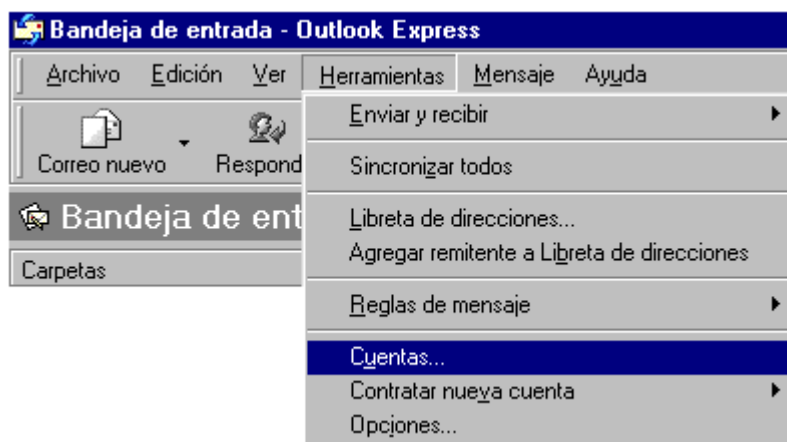 Bandeja de entrada - Outlook Expres
Archivo Edición Ver Herramientas Mensaje Ayuda
Enviar y recibir
Correo nuevo Respond
Sincronizar todos
Bandeja de ent
Libreta de direcciones...
Agregar remitente a Libreta de direcciones
Carpetas
Reglas de mensaje
Cuentas...
Contratar nueva cuenta
Opciones...